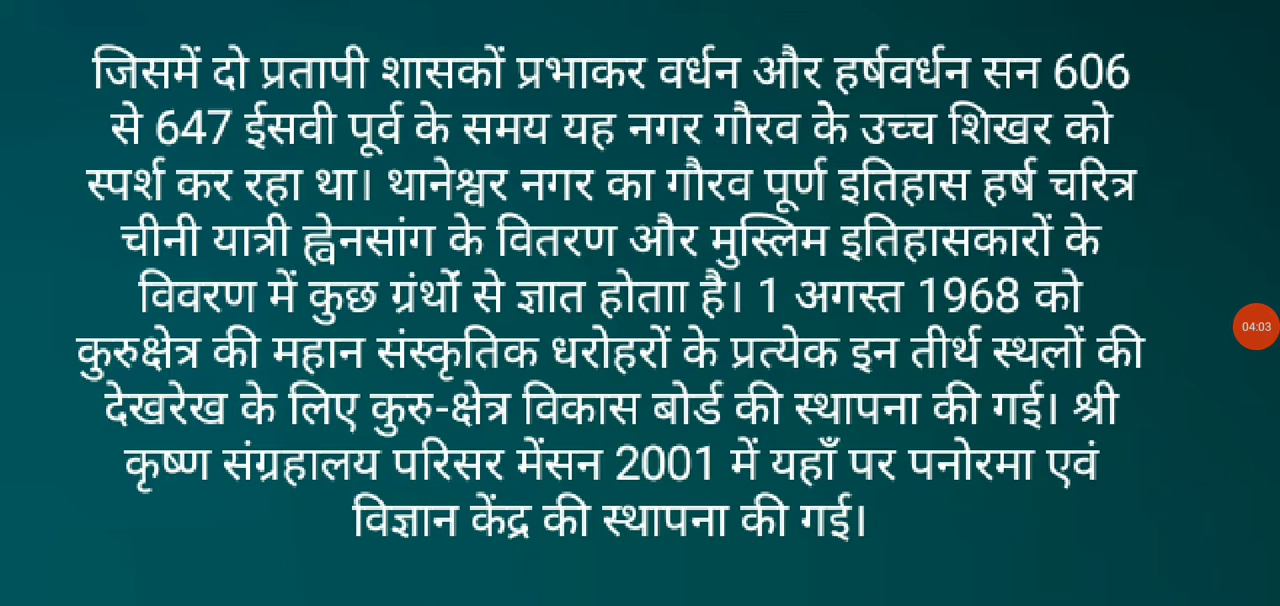 जिसमें दो प्रतापी शासकों प्रभाकर वर्धन और हर्षवर्धन सन 606
से 647 ईसवी पूर्व के समय यह नगर गौरव के उच्च शिखर को
स्पर्श कर रहा था। थानेश्वर नगर का गौरव पूर्ण इतिहास हर्ष चरित्र
चीनी यात्री ह्वेनसांग के वितरण और मुस्लिम इतिहासकारों के
विवरण में कुछ ग्रंथों से ज्ञात होताा है। 1 अगस्त 1968 को
कुरुक्षेत्र की महान संस्कृतिक धरोहरों के प्रत्येक इन तीर्थ स्थलों की
देखरेख के लिए कुरु-क्षेत्र विकास बोर्ड की स्थापना की गई। श्री
कृष्ण संग्रहालय परिसर मेंसन 2001 में यहाँ पर पनोरमा एवं
विज्ञान केंद्र की स्थापना की गई।
04:03